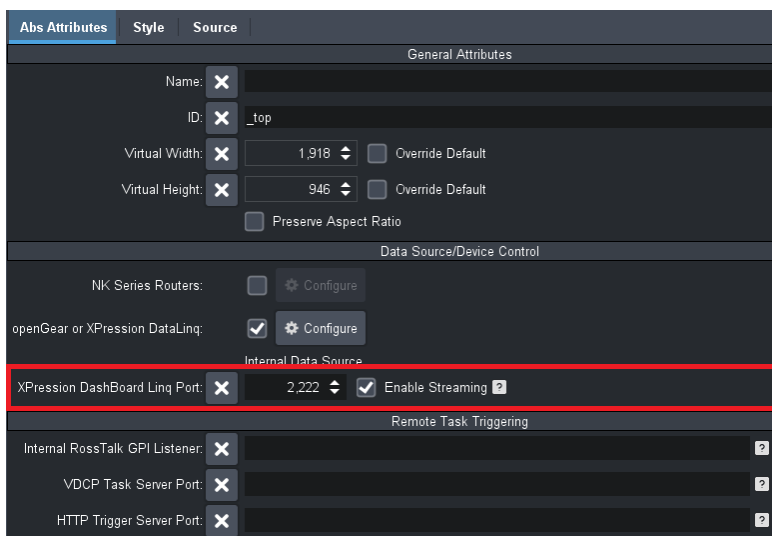 Abs Attributes Style Source
General Attributes
Name:
ID: _top
Virtual Width: 1,918 Override Default
Virtual Height: 946 Override Default
Preserve Aspect Ratio
Data Source/Device Control
NK Series Routers: Configure
openGear or XPression DataLinq: Configure
Internal Data Source
XPression DashBoard Linq Port: 2,222 Enable Streaming ?
Remote Task Triggering
Internal RossTalk GPI Listener: ?
VDCP Task Server Port: ?
HTTP Trigger Server Port: ?